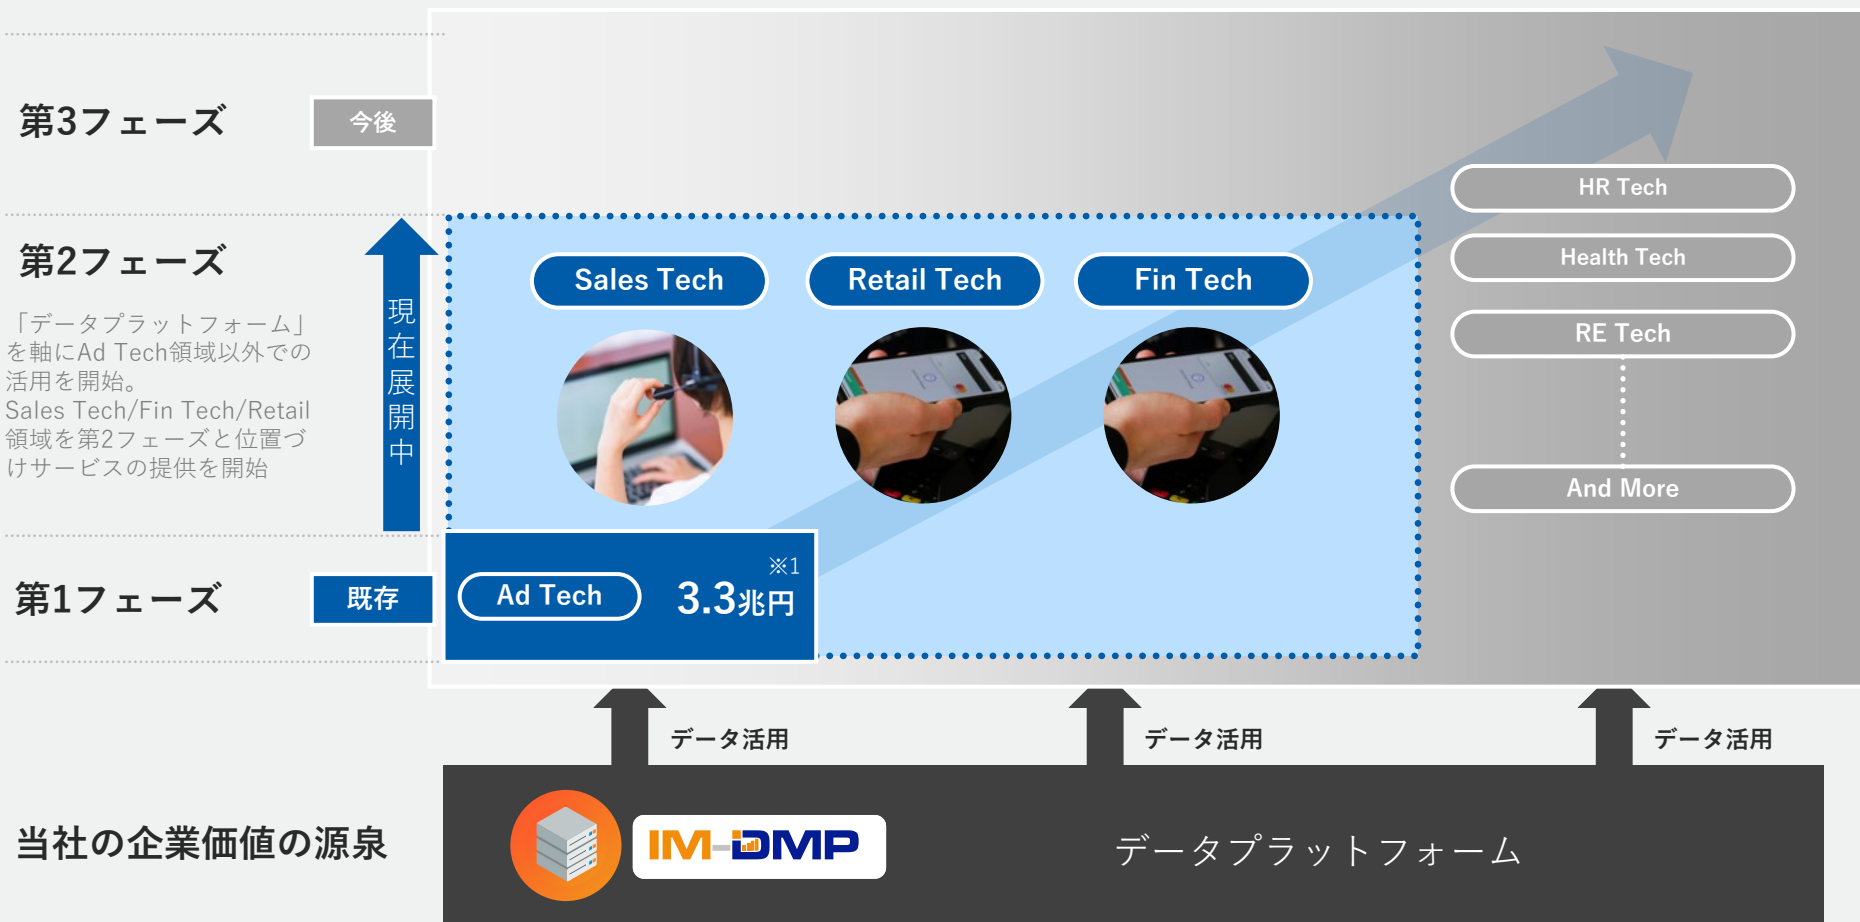 第3フェーズ
今後
HR Tech
第2フェーズ
Health Tech
Sales Tech
Retail Tech
Fin Tech
現在展開中
「データプラットフォーム」
を軸にAd Tech領域以外での
活用を開始。
Sales Tech/Fin Tech/Retail
領域を第2フェーズと位置づ
けサービスの提供を開始
RE Tech
And More
第1フェーズ
既存
Ad Tech
3.3兆円
※1
データ活用
データ活用
データ活用
当社の企業価値の源泉
IM-DMP
データプラットフォーム